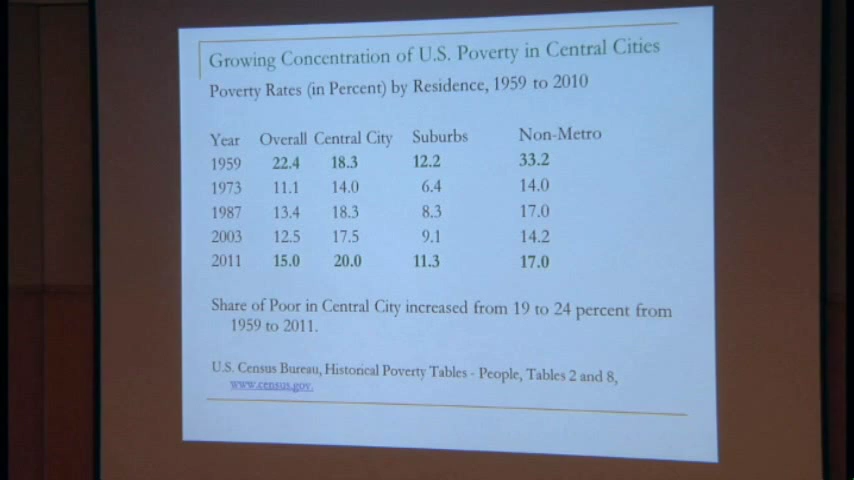 Growing Concentration of U.S. Poverty in Central Cities
Poverty Rates (in Percent) by Residence, 1959 to 2010
Year Overall Central City Suburbs Non-Metro
1959 22.4 18.3 12.2 33.2
1973 11.1 14.0 6.4 14.0
1987 13.4 18.3 8.3 17.0
2003 12.5 17.5 9.1 14.2
2011 15.0 20.0 11.3 17.0
Share of Poor in Central City increased from 19 to 24 percent from
1959 to 2011.
U.S. Census Bureau, Historical Poverty Tables - People, Tables 2 and 8,
www.census.gov.